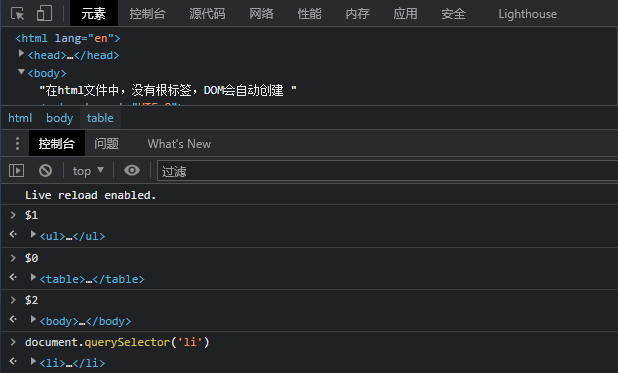 元素 控制台 源代码 网络 性能 内存 应用 安全 Lighthouse
<html lang="en">
<head>…</head>
<body>
"在html文件中，没有根标签，DOM会自动创建 "
html body table
控制台 问题 What's New
top 过滤
Live reload enabled.
$1
<ul>…</ul>
$0
<table>…</table>
$2
<body>…</body>
document.querySelector('li')
<li>…</li>